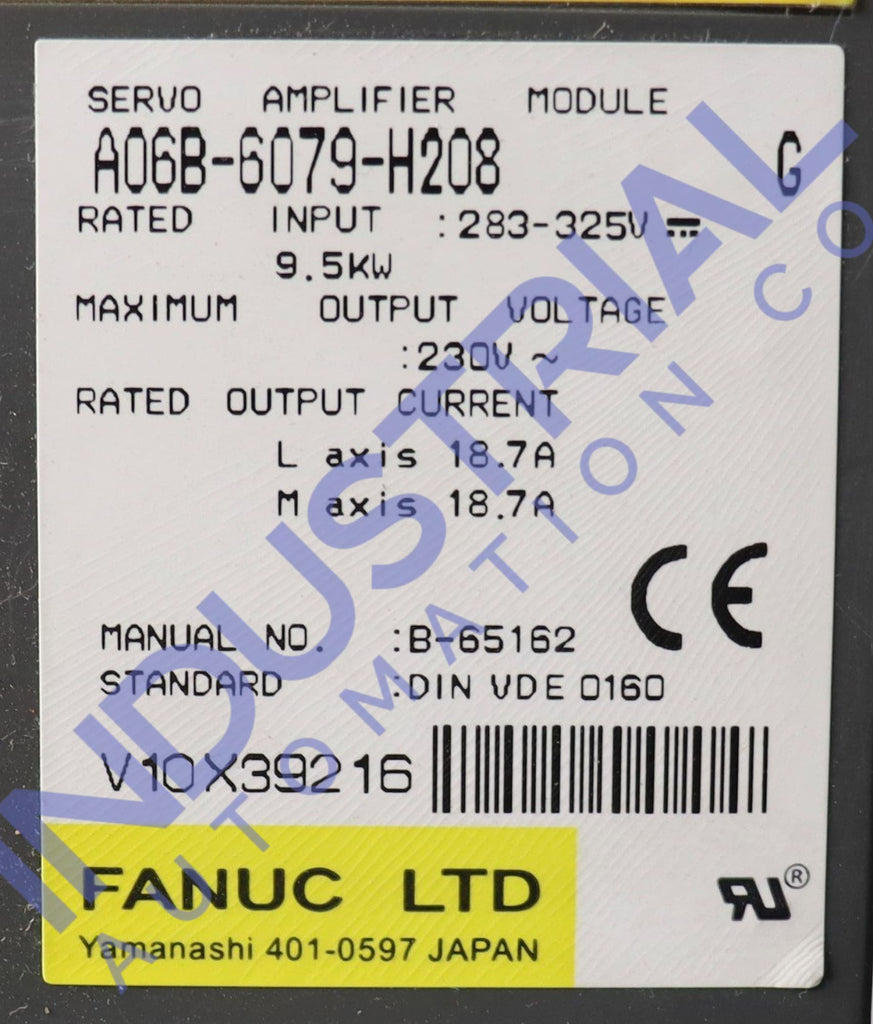 SERVO AMPLIFIER MODULE
A06B-6079-H208 G
RATED INPUT :283-325V ⎓
9.5KW
MAXIMUM OUTPUT VOLTAGE
:230V ~
RATED OUTPUT CURRENT
L axis 18.7A
M axis 18.7A
CE
MANUAL NO. :B-65162
STANDARD :DIN VDE 0160
V10X39216
FANUC LTD
Yamanashi 401-0597 JAPAN
RU®
INDUSTRIAL
AUTOMATION CO